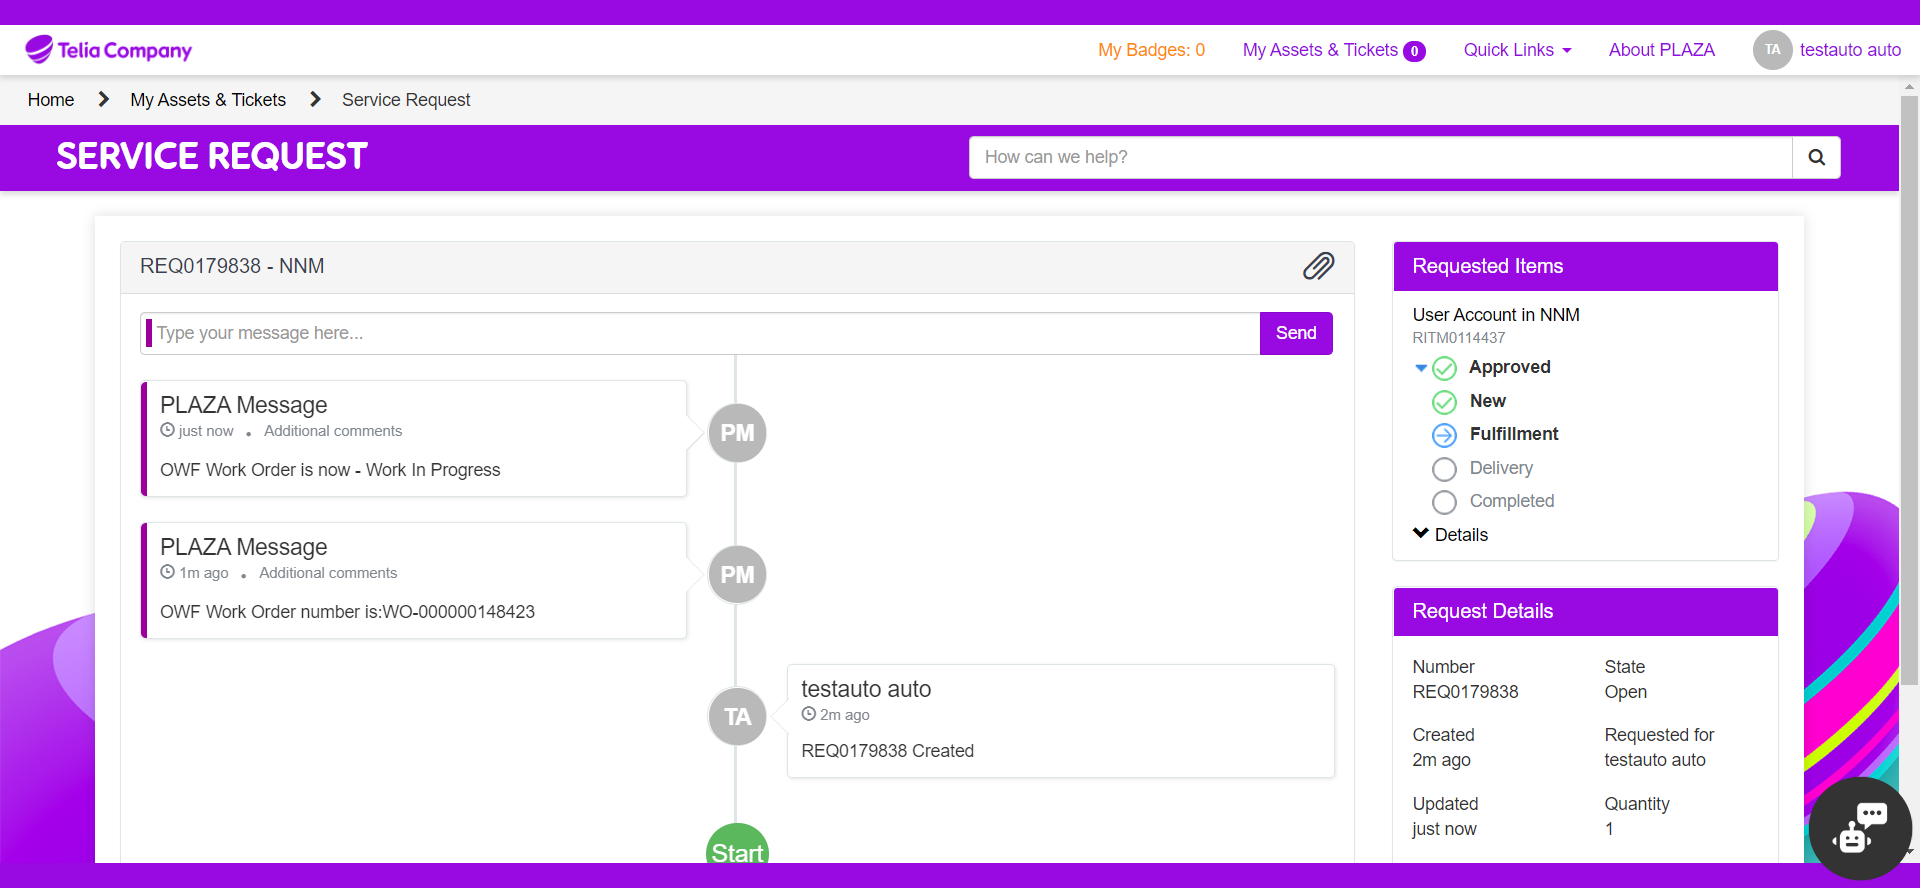 Telia Company
My Badges: 0
My Assets & Tickets 0
Quick Links
About PLAZA
TA
testauto auto
Home
My Assets & Tickets
Service Request
SERVICE REQUEST
How can we help?
REQ0179838 - NNM
Type your message here...
Send
PLAZA Message
just now • Additional comments
OWF Work Order is now - Work In Progress
PM
PLAZA Message
1m ago • Additional comments
OWF Work Order number is:WO-000000148423
PM
TA
testauto auto
2m ago
REQ0179838 Created
Start
Requested Items
User Account in NNM
RITM0114437
Approved
New
Fulfillment
Delivery
Completed
Details
Request Details
Number
REQ0179838
State
Open
Created
2m ago
Requested for
testauto auto
Updated
just now
Quantity
1